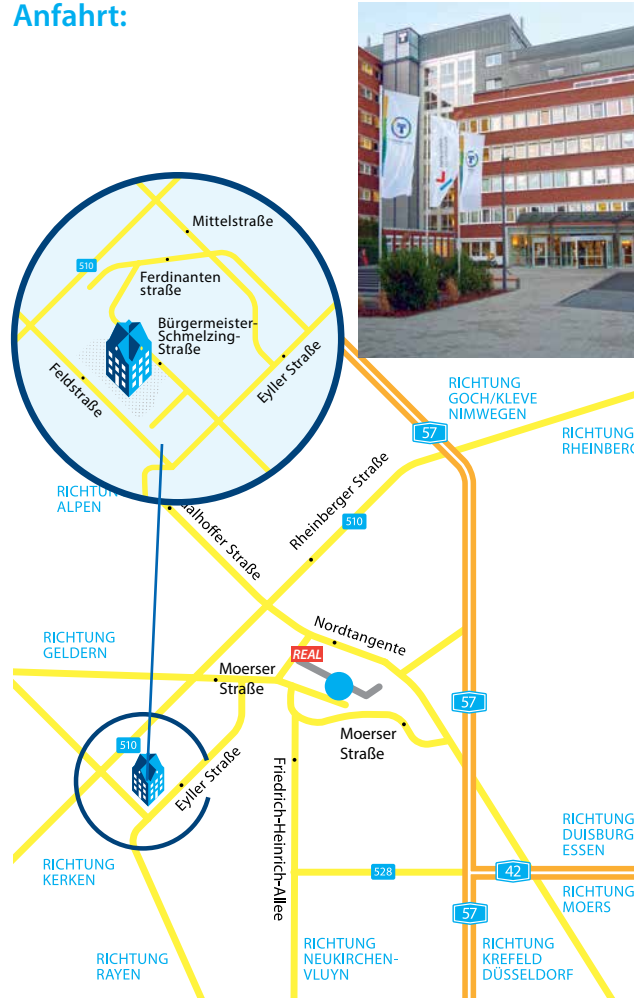 Anfahrt:
T
T
T
Mittelstraße
510
Ferdinanten
straße
Bürgermeister-
Schmelzing-
Straße
Feldstraße
Eyller Straße
RICHTUNG
GOCH/KLEVE
NIMWEGEN
57
RICHTUNG
RHEINBERG
ALPEN
Rheinberger Straße
510
Nordtangente
RICHTUNG
GELDERN
REAL
Moerser
Straße
57
510
Moerser
Straße
Eyller Straße
Friedrich-Heinrich-Allee
RICHTUNG
DUISBURG
ESSEN
RICHTUNG
KERKEN
528
42
RICHTUNG
MOERS
57
RICHTUNG
RAYEN
RICHTUNG
NEUKIRCHEN-
VLUYN
RICHTUNG
KREFELD
DÜSSELDORF